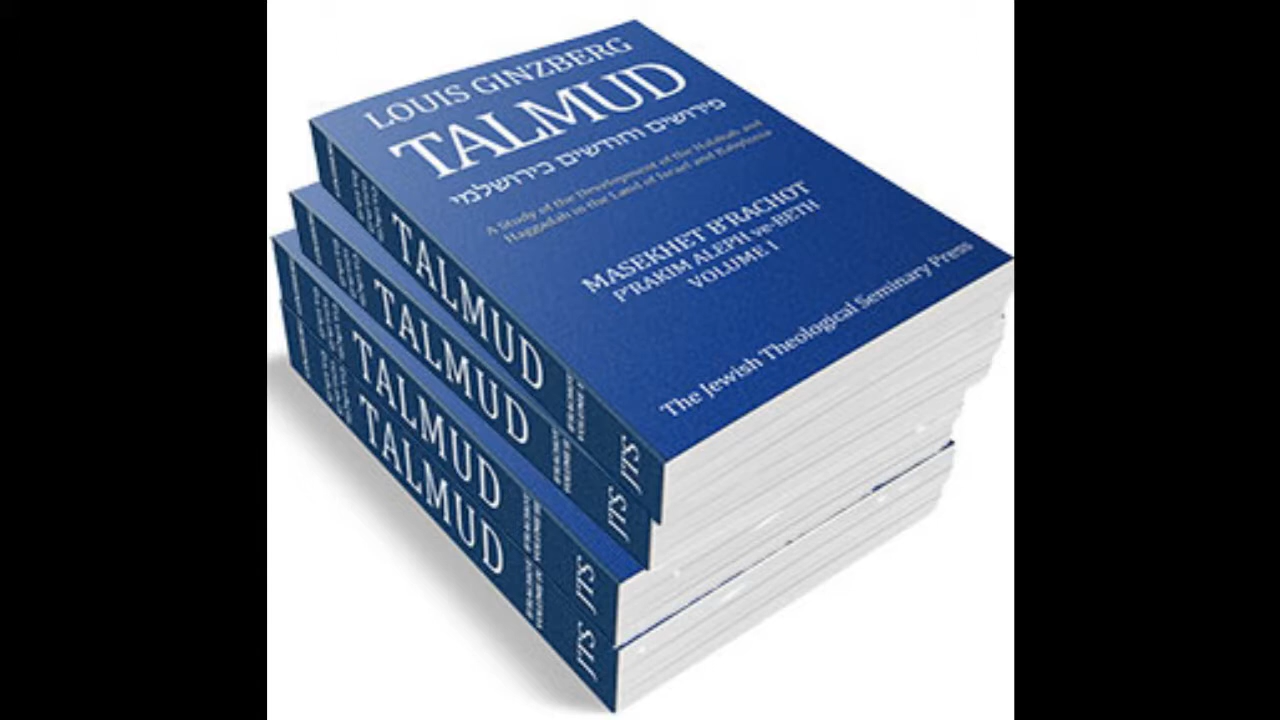 LOUIS GINZBERG
TALMUD
פירושים וחודשים בירושלמי
A Study of the Development of the Halakah and
Haggadah in the Land of Israel and Babylonia
MASEKHET B'RACHOT
P'RAKIM ALEPH ve-BETH
VOLUME I
The Jewish Theological Seminary Press
TALMUD
JTS
TALMUD
JTS
TALMUD
JTS
TALMUD
JTS